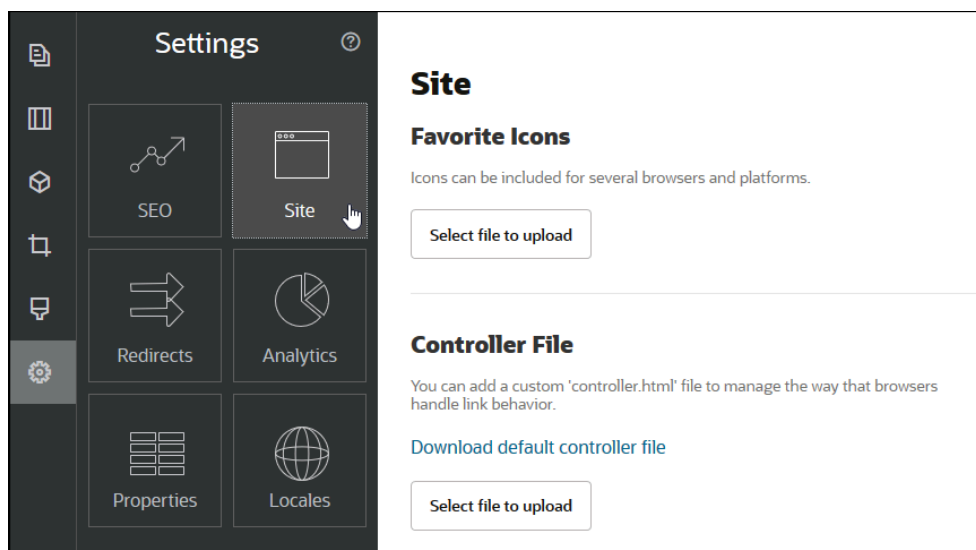 Settings
SEO
Site
Redirects
Analytics
Properties
Locales
Site
Favorite Icons
Icons can be included for several browsers and platforms.
Select file to upload
Controller File
You can add a custom 'controller.html' file to manage the way that browsers
handle link behavior.
Download default controller file
Select file to upload